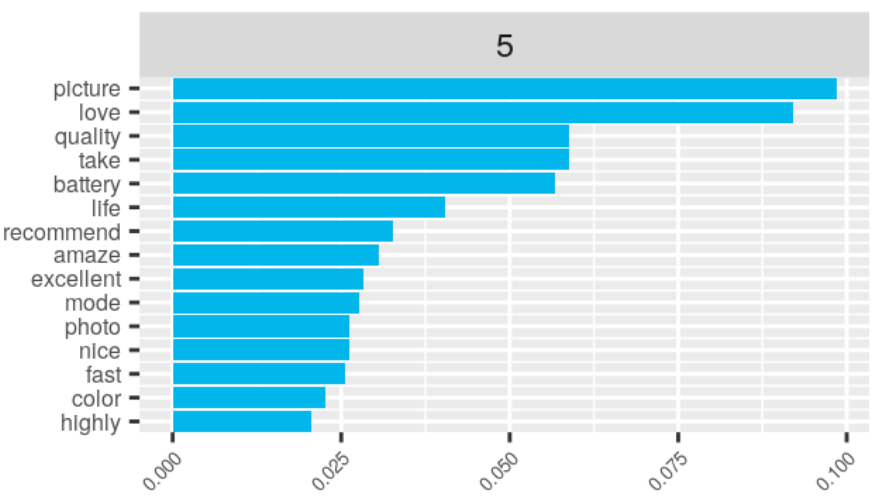 5
picture
love
quality
take
battery
life
recommend
amaze
excellent
mode
photo
nice
fast
color
highly
0.000 0.025 0.050 0.075 0.100